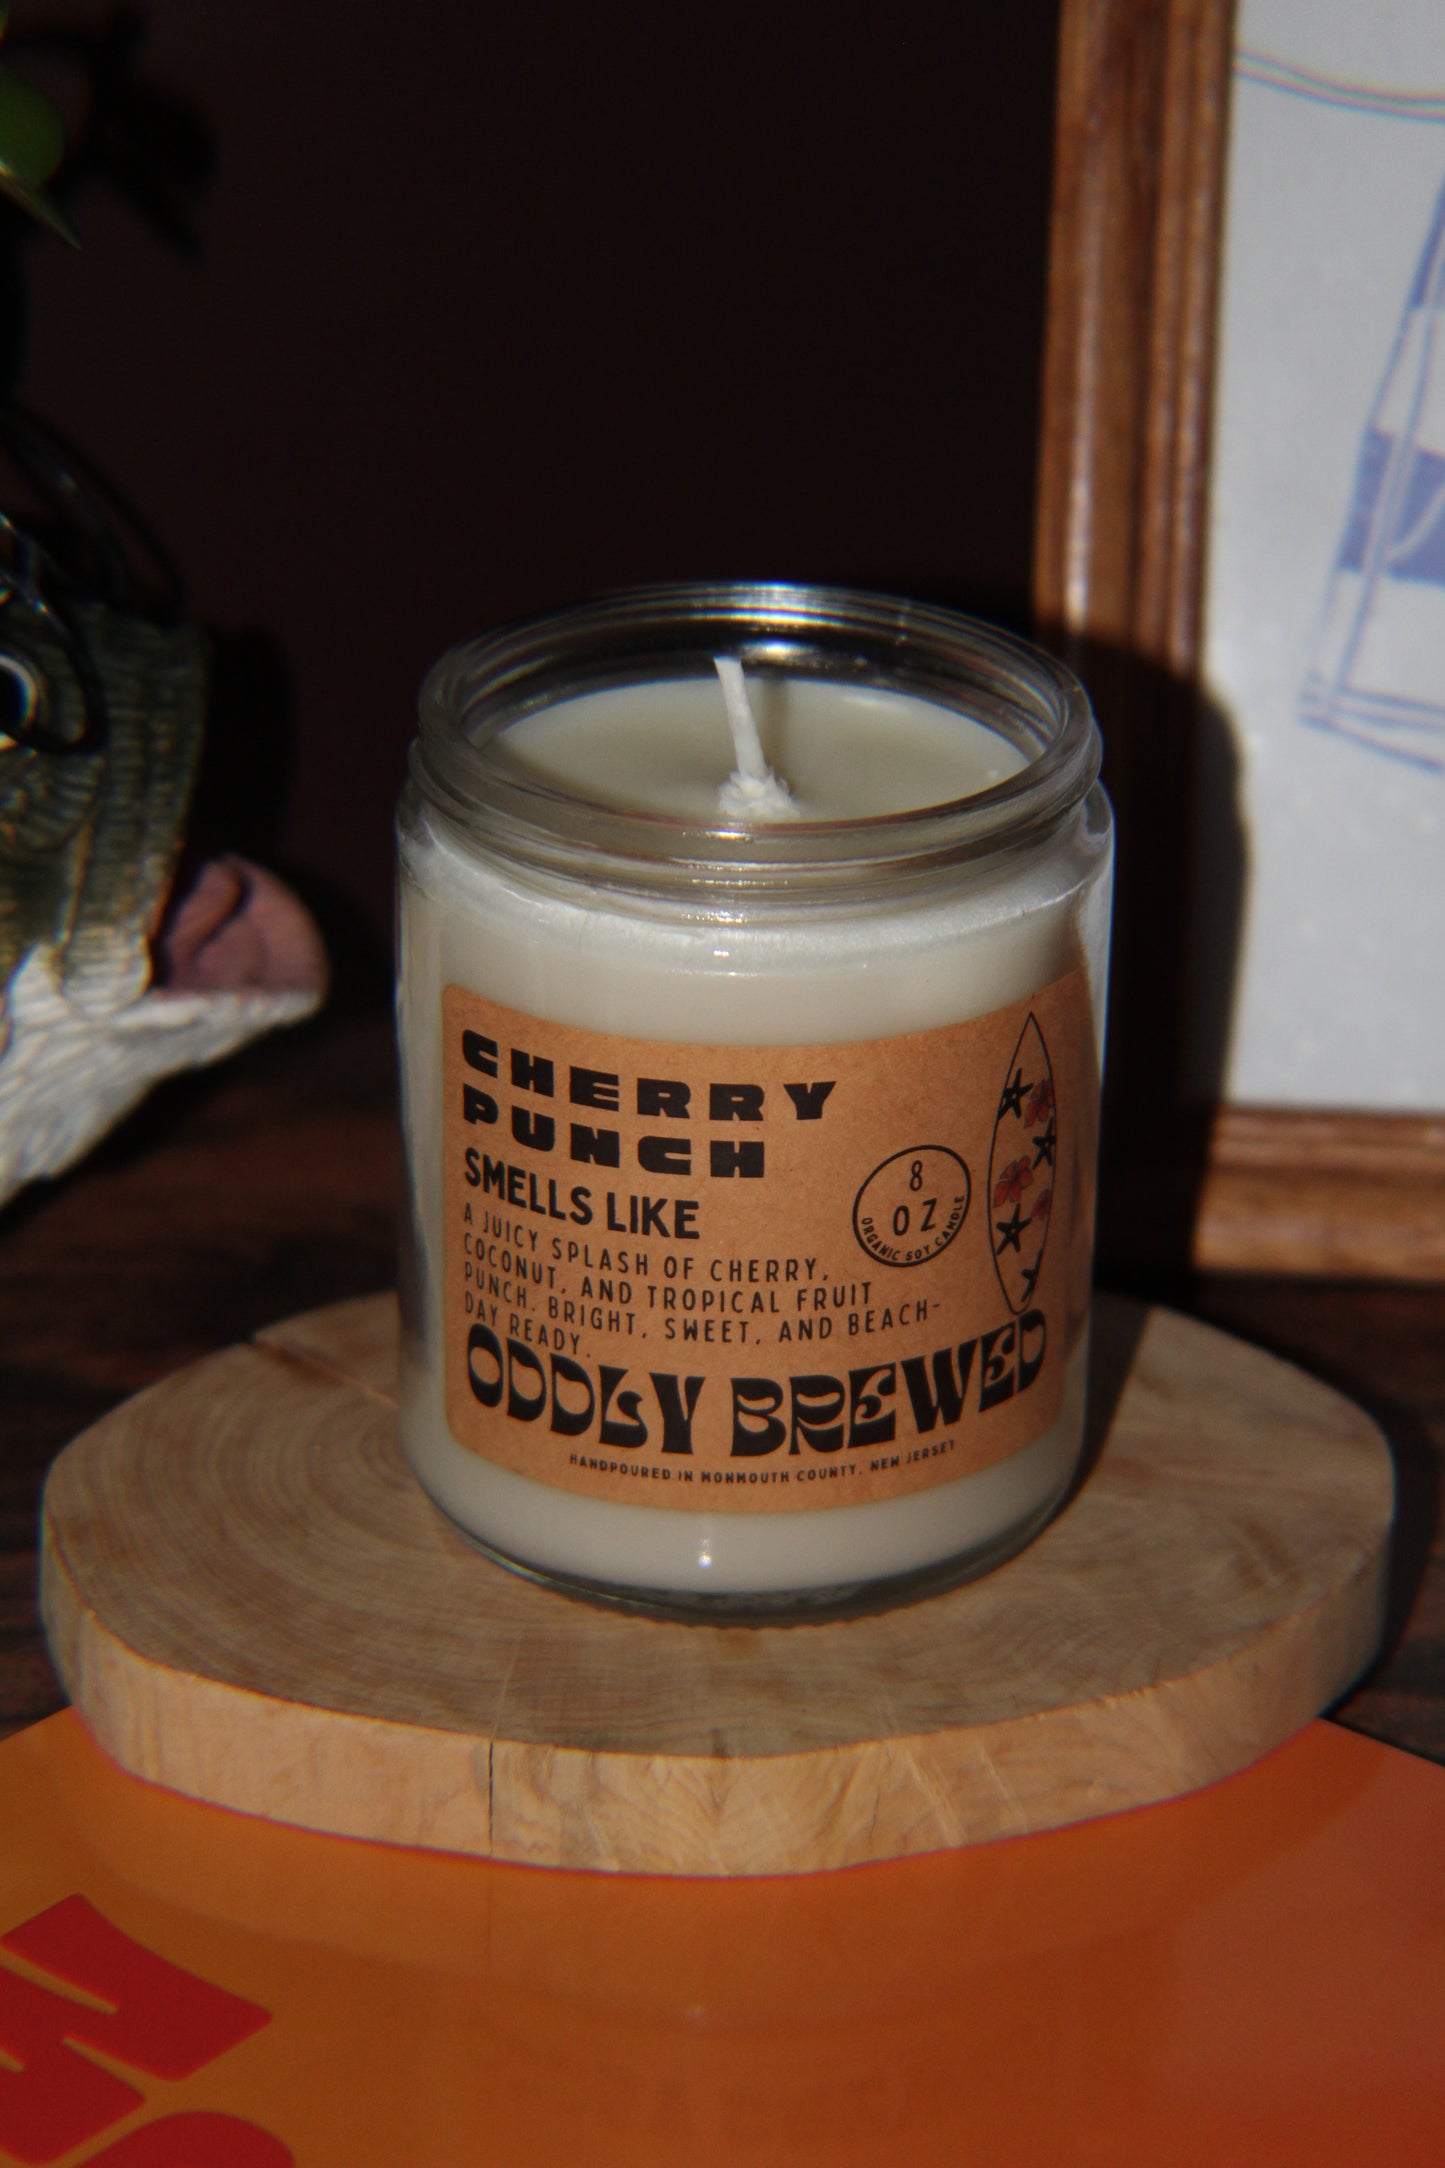 CHERRY
PUNCH
SMELLS LIKE
A JUICY SPLASH OF CHERRY,
COCONUT, AND TROPICAL FRUIT
PUNCH. BRIGHT, SWEET, AND BEACH-
DAY READY.
8
OZ
ORGANIC SOY CANDLE
ODDLY BREWED
HANDPOURED IN MONMOUTH COUNTY, NEW JERSEY